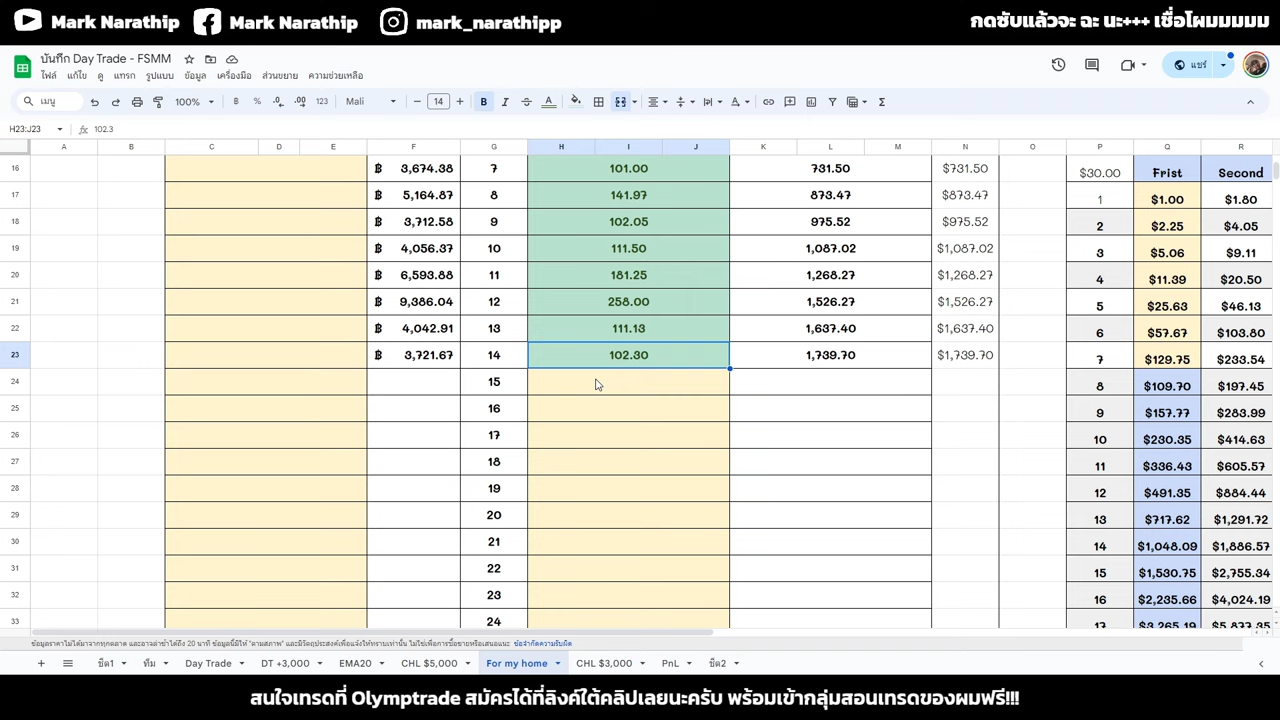 Mark Narathip Mark Narathip mark_narathipp กดซับแล้วจะ ฉะ นะ+++ เชื่อโผมมมมม
บันทึก Day Trade - FSMM
ไฟล์ แก้ไข ดู แทรก รูปแบบ ข้อมูล เครื่องมือ ส่วนขยาย ความช่วยเหลือ แชร์
เมนู 100% ฿ % .0 .00 123 Mali 14 B I A Σ
H23:J23 fx 102.3
A B C D E F G H I J K L M N O P Q R
16 ฿ 3,674.38 7 101.00 731.50 $731.50 $30.00 Frist Second
17 ฿ 5,164.87 8 141.97 873.47 $873.47 1 $1.00 $1.80
18 ฿ 3,712.58 9 102.05 975.52 $975.52 2 $2.25 $4.05
19 ฿ 4,056.37 10 111.50 1,087.02 $1,087.02 3 $5.06 $9.11
20 ฿ 6,593.88 11 181.25 1,268.27 $1,268.27 4 $11.39 $20.50
21 ฿ 9,386.04 12 258.00 1,526.27 $1,526.27 5 $25.63 $46.13
22 ฿ 4,042.91 13 111.13 1,637.40 $1,637.40 6 $57.67 $103.80
23 ฿ 3,721.67 14 102.30 1,739.70 $1,739.70 7 $129.75 $233.54
24 15 8 $109.70 $197.45
25 16 9 $157.77 $283.99
26 17 10 $230.35 $414.63
27 18 11 $336.43 $605.57
28 19 12 $491.35 $884.44
29 20 13 $717.62 $1,291.72
30 21 14 $1,048.09 $1,886.57
31 22 15 $1,530.75 $2,755.34
32 23 16 $2,235.66 $4,024.19
33 24
ข้อมูลราคาไม่ได้มาจากทุกตลาด และอาจล่าช้าได้ถึง 20 นาที ข้อมูลนี้มีให้ "ตามสภาพ" และมีวัตถุประสงค์เพื่อแจ้งให้ทราบเท่านั้น ไม่ใช่เพื่อการซื้อขายหรือเสนอแนะ ข้อจำกัดความรับผิด
+ ชีต1 ทีม Day Trade DT +3,000 EMA20 CHL $5,000 For my home CHL $3,000 PnL ชีต2
สนใจเทรดที่ Olymptrade สมัครได้ที่ลิงค์ใต้คลิปเลยนะครับ พร้อมเข้ากลุ่มสอนเทรดของผมฟรี!!!